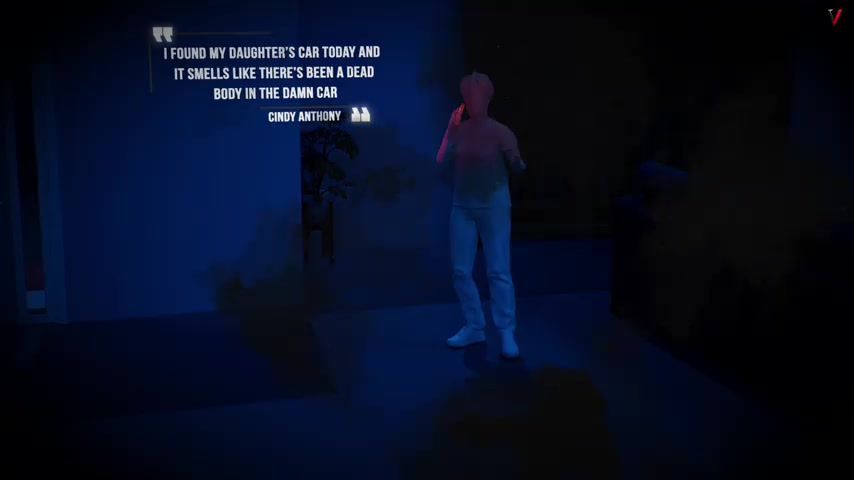 I FOUND MY DAUGHTER'S CAR TODAY AND
IT SMELLS LIKE THERE'S BEEN A DEAD
BODY IN THE DAMN CAR
CINDY ANTHONY